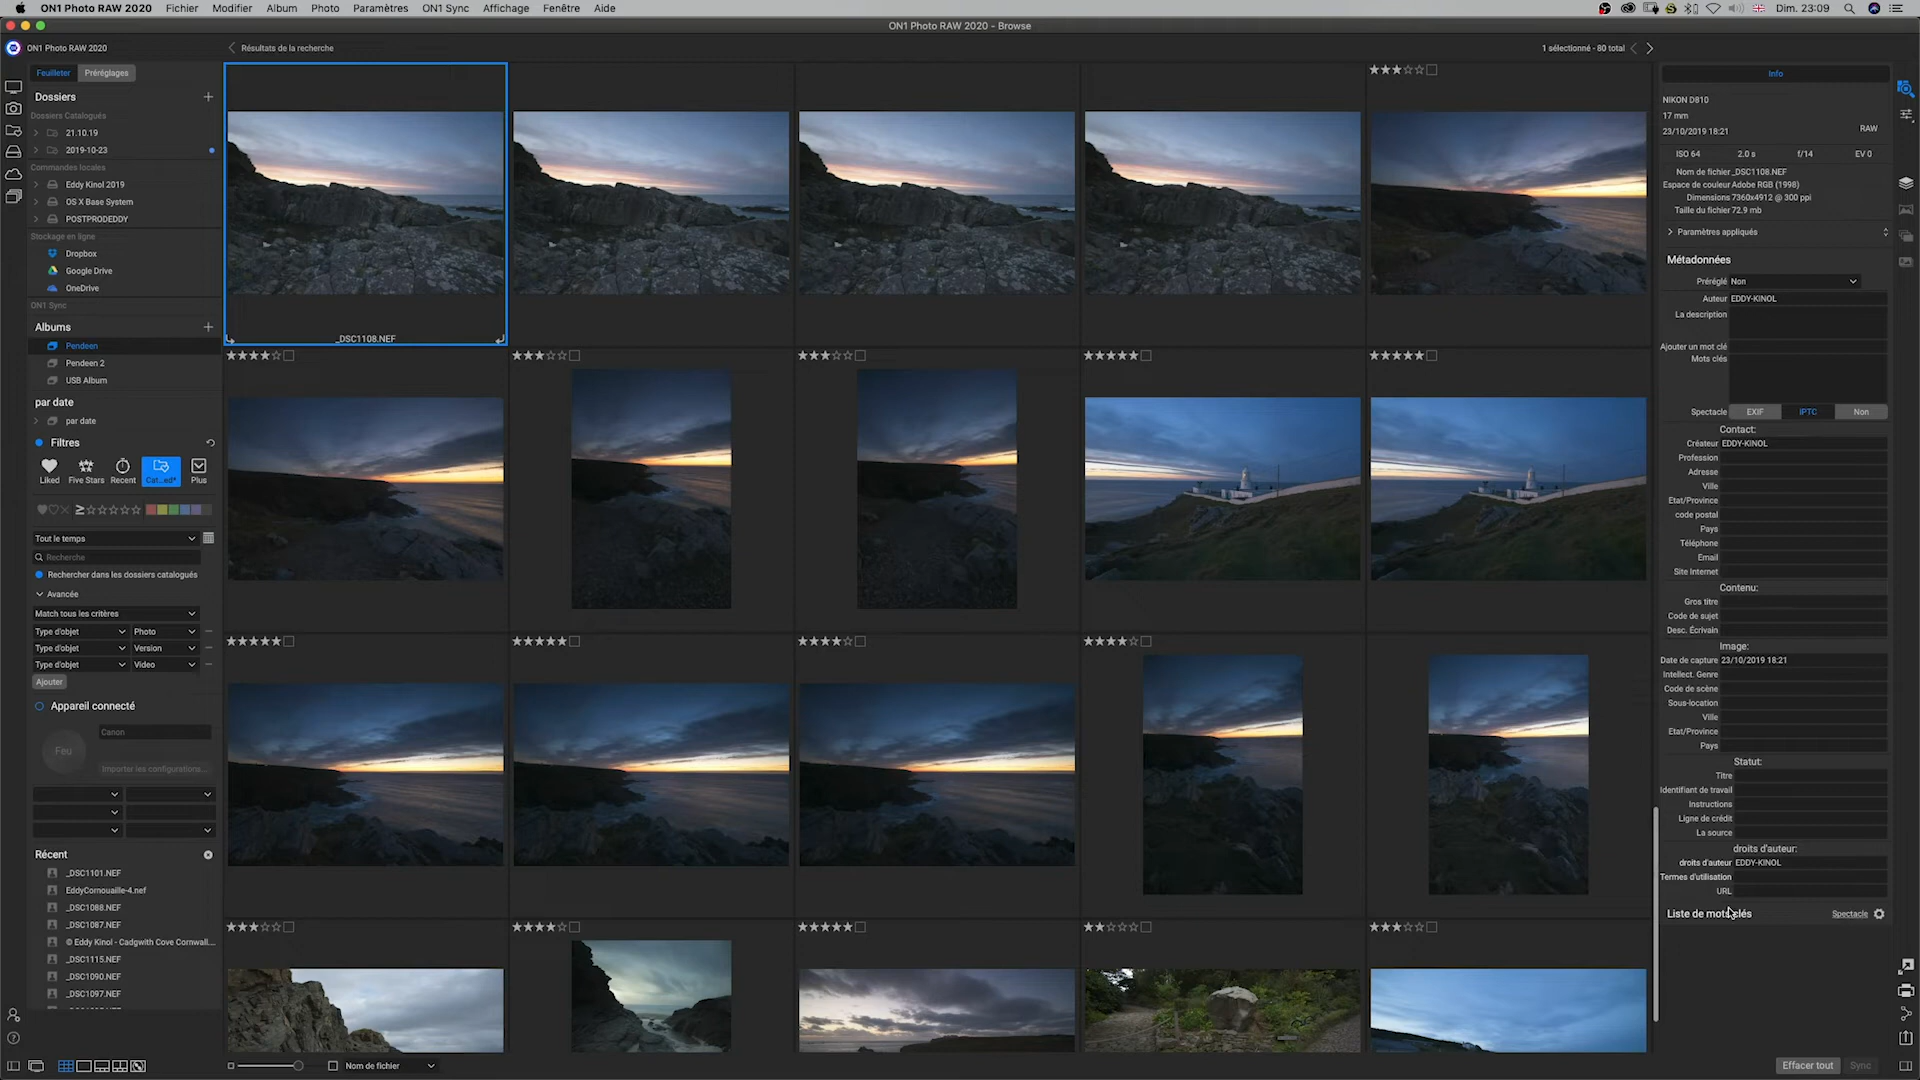 ON1 Photo RAW 2020 Fichier Modifier Album Photo Paramètres ON1 Sync Affichage Fenêtre Aide Dim. 23:09
ON1 Photo RAW 2020 - Browse
ON1 Photo RAW 2020
Résultats de la recherche
1 sélectionné - 80 total
Feuilleter Préréglages
Dossiers
Dossiers Catalogués
21.10.19
2019-10-23
Commandes locales
Eddy Kinol 2019
OS X Base System
POSTPRODEDDY
Stockage en ligne
Dropbox
Google Drive
OneDrive
ON1 Sync
Albums
Pendeen
Pendeen 2
USB Album
par date
par date
Filtres
Liked Five Stars Recent Cat...ed* Plus
Tout le temps
Recherche
Rechercher dans les dossiers catalogués
Avancée
Match tous les critères
Type d'objet Photo
Type d'objet Version
Type d'objet Video
Ajouter
Appareil connecté
Canon
Feu
Importer les configurations...
Récent
_DSC1101.NEF
EddyCornouaille-4.nef
_DSC1088.NEF
_DSC1087.NEF
© Eddy Kinol - Cadgwith Cove Cornwall....
_DSC1115.NEF
_DSC1090.NEF
_DSC1097.NEF
_DSC1108.NEF
Nom de fichier
Info
NIKON D810
17 mm
23/10/2019 18:21
RAW
ISO 64 2.0 s f/14 EV 0
Nom de fichier _DSC1108.NEF
Espace de couleur Adobe RGB (1998)
Dimensions 7360x4912 @ 300 ppi
Taille du fichier 72.9 mb
Paramètres appliqués
Métadonnées
Préréglé Non
Auteur EDDY-KINOL
La description
Ajouter un mot clé
Mots clés
Spectacle EXIF IPTC Non
Contact:
Créateur EDDY-KINOL
Profession
Adresse
Ville
Etat/Province
code postal
Pays
Téléphone
Email
Site Internet
Contenu:
Gros titre
Code de sujet
Desc. Écrivain
Image:
Date de capture 23/10/2019 18:21
Intellect. Genre
Code de scène
Sous-location
Ville
Etat/Province
Pays
Statut:
Titre
Identifiant de travail
Instructions
Ligne de crédit
La source
droits d'auteur:
droits d'auteur EDDY-KINOL
Termes d'utilisation
URL
Liste de mots clés Spectacle
Effacer tout Sync